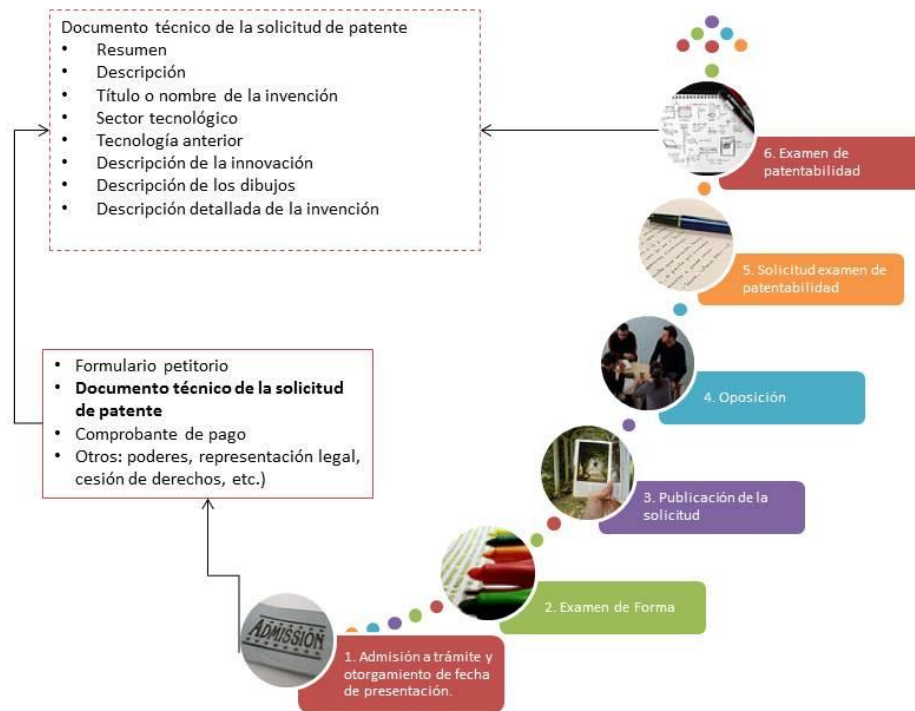 Documento técnico de la solicitud de patente
• Resumen
• Descripción
• Título o nombre de la invención
• Sector tecnológico
• Tecnología anterior
• Descripción de la innovación
• Descripción de los dibujos
• Descripción detallada de la invención
6. Examen de
patentabilidad
5. Solicitud examen de
patentabilidad
• Formulario petitorio
• Documento técnico de la solicitud
de patente
• Comprobante de pago
• Otros: poderes, representación legal,
cesión de derechos, etc.)
4. Oposición
3. Publicación de la
solicitud
2. Examen de Forma
ADMISSION
1. Admisión a trámite y
otorgamiento de fecha
de presentación.